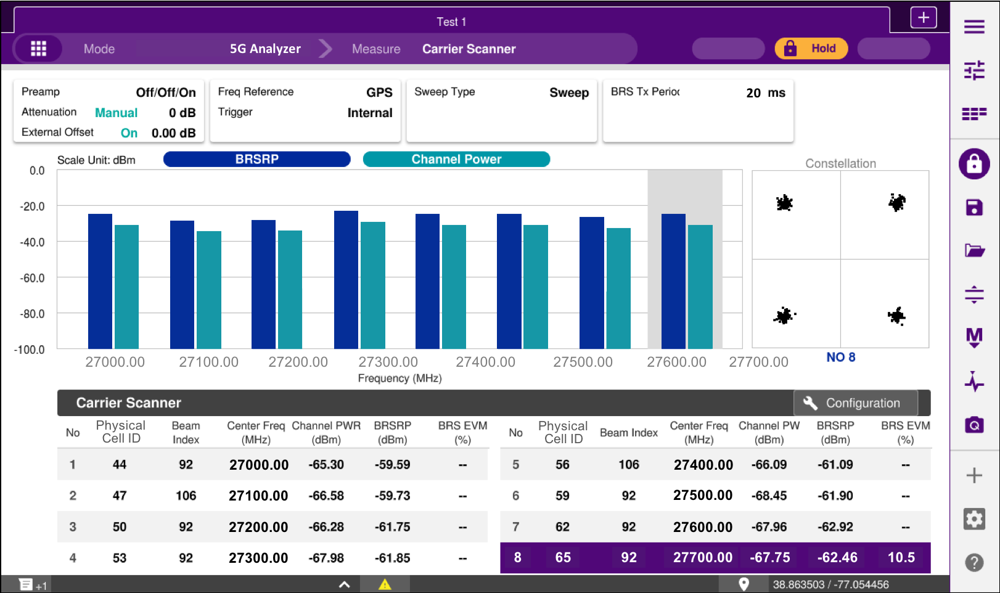 Test 1
Mode 5G Analyzer Measure Carrier Scanner Hold
Preamp Off/Off/On
Attenuation Manual 0 dB
External Offset On 0.00 dB
Freq Reference GPS
Trigger Internal
Sweep Type Sweep
BRS Tx Perioc 20 ms
Scale Unit: dBm BRSRP Channel Power
0.0
-20.0
-40.0
-60.0
-80.0
-100.0
27000.00 27100.00 27200.00 27300.00 27400.00 27500.00 27600.00 27700.00
Frequency (MHz)
Constellation
NO 8
Carrier Scanner Configuration
No Physical Cell ID Beam Index Center Freq (MHz) Channel PWR (dBm) BRSRP (dBm) BRS EVM (%)
1 44 92 27000.00 -65.30 -59.59 --
2 47 106 27100.00 -66.58 -59.73 --
3 50 92 27200.00 -66.28 -61.75 --
4 53 92 27300.00 -67.98 -61.85 --
No Physical Cell ID Beam Index Center Freq (MHz) Channel PW (dBm) BRSRP (dBm) BRS EVM (%)
5 56 106 27400.00 -66.09 -61.09 --
6 59 92 27500.00 -68.45 -61.90 --
7 62 92 27600.00 -67.96 -62.92 --
8 65 92 27700.00 -67.75 -62.46 10.5
+1
38.863503 / -77.054456
M